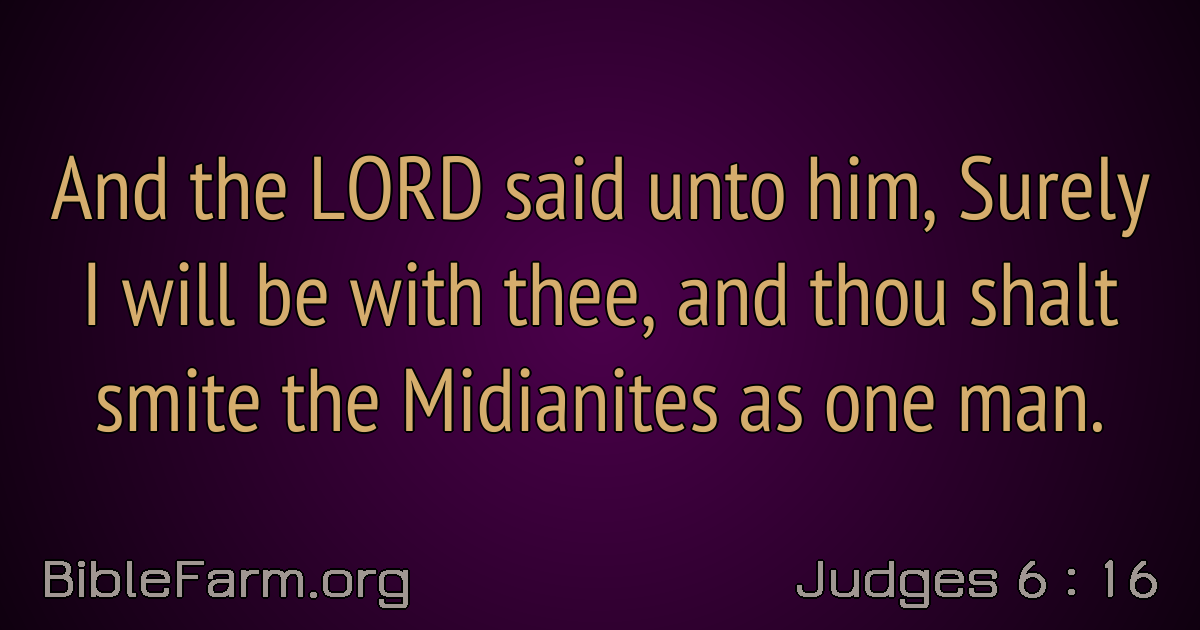 And the LORD said unto him, Surely
I will be with thee, and thou shalt
smite the Midianites as one man.
BibleFarm.org
Judges 6 : 16